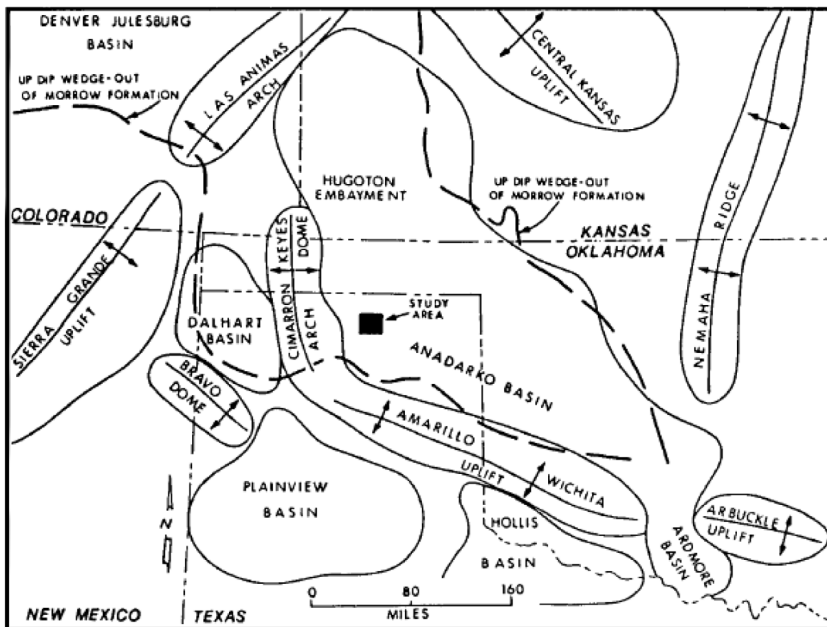 DENVER JULESBURG
BASIN
UP DIP WEDGE-OUT
OF MORROW FORMATION
LAS ANIMAS
ARCH
CENTRAL KANSAS
UPLIFT
HUGOTON
EMBAYMENT
UP DIP WEDGE-OUT
OF MORROW FORMATION
COLORADO
KANSAS
OKLAHOMA
NEMAHA RIDGE
SIERRA GRANDE
UPLIFT
KEYES
DOME
CIMARRON
ARCH
DALHART
BASIN
STUDY
AREA
BRAVO
DOME
ANADARKO BASIN
AMARILLO
UPLIFT
WICHITA
PLAINVIEW
BASIN
HOLLIS
BASIN
ARBUCKLE
UPLIFT
ARDMORE
BASIN
N
NEW MEXICO
TEXAS
0 80 160
MILES